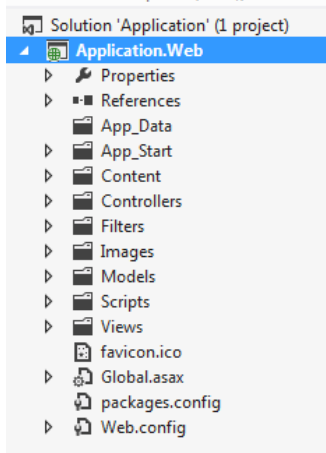 Solution 'Application' (1 project)
Application.Web
Properties
References
App_Data
App_Start
Content
Controllers
Filters
Images
Models
Scripts
Views
favicon.ico
Global.asax
packages.config
Web.config